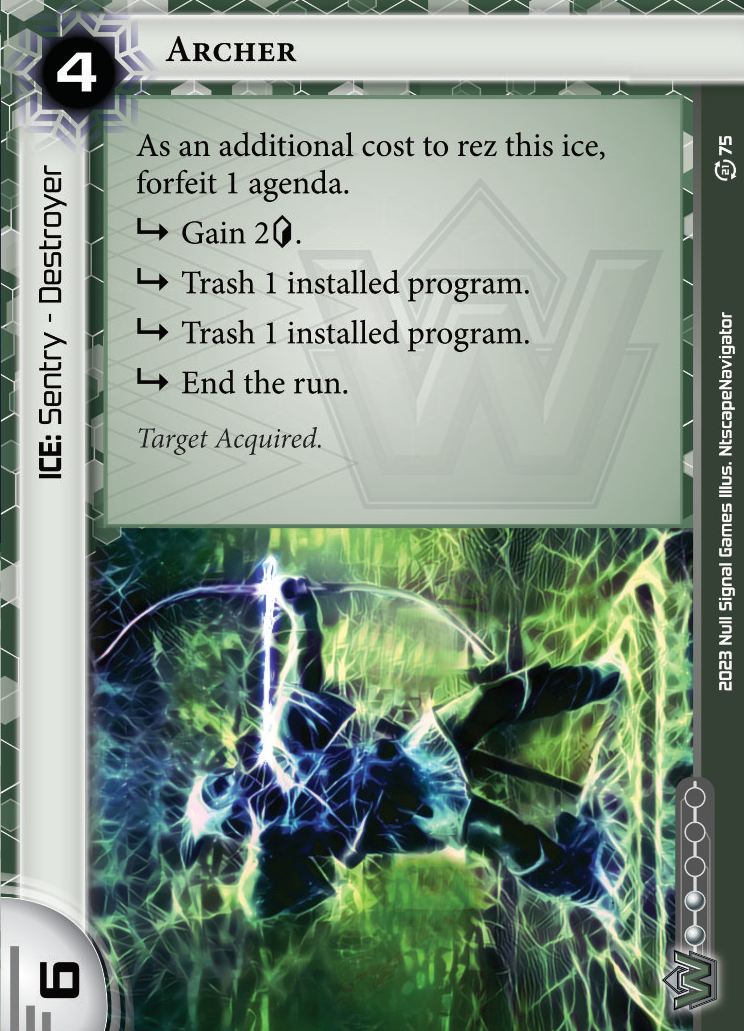 4
Archer
As an additional cost to rez this ice,
forfeit 1 agenda.
Gain 2.
Trash 1 installed program.
Trash 1 installed program.
End the run.
Target Acquired.
ICE: Sentry - Destroyer
6
21 75
2023 Null Signal Games Illus. NtscapeNavigator
W